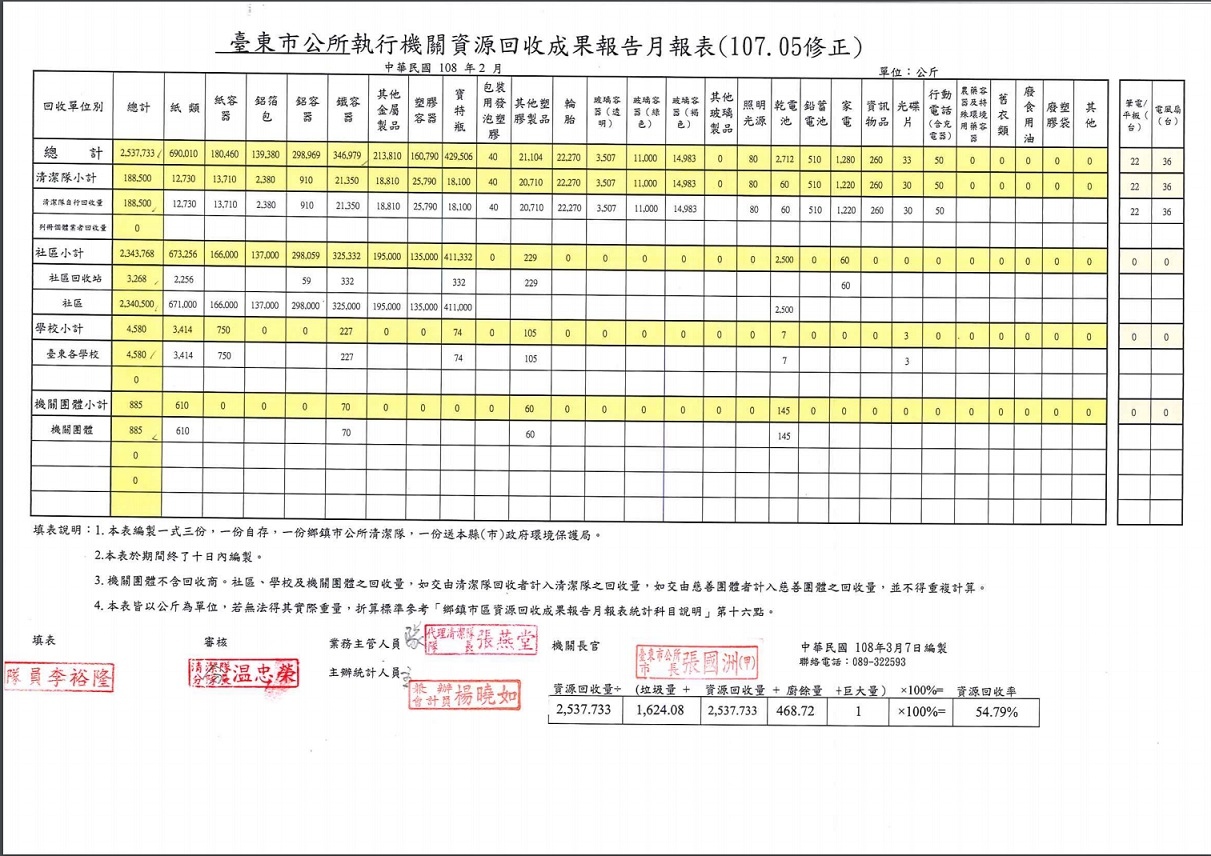 臺東市公所執行機關資源回收成果報告月報表(107.05修正)
中華民國 108 年 2 月
單位：公斤
回收單位別 總計 紙 類 紙容器 鋁箔包 鋁容器 鐵容器 其他金屬製品 塑膠容器 寶特瓶 包裝用發泡塑膠 其他塑膠製品 輪胎 玻璃容器(透明) 玻璃容器(綠色) 玻璃容器(褐色) 其他玻璃製品 照明光源 乾電池 鉛蓄電池 家電 資訊物品 光碟片 行動電話(含充電器) 農藥容器及特殊環境用藥容器 舊衣類 廢食用油 廢塑膠袋 其他 筆電/平板(台) 電風扇(台)
總 計 2,537,733 690,010 180,460 139,380 298,969 346,979 213,810 160,790 429,506 40 21,104 22,270 3,507 11,000 14,983 0 80 2,712 510 1,280 260 33 50 0 0 0 0 0 22 36
清潔隊小計 188,500 12,730 13,710 2,380 910 21,350 18,810 25,790 18,100 40 20,710 22,270 3,507 11,000 14,983 0 80 60 510 1,220 260 30 50 0 0 0 0 0 22 36
清潔隊自行回收量 188,500 12,730 13,710 2,380 910 21,350 18,810 25,790 18,100 40 20,710 22,270 3,507 11,000 14,983 80 60 510 1,220 260 30 50 22 36
列冊個體業者回收量 0
社區小計 2,343,768 673,256 166,000 137,000 298,059 325,332 195,000 135,000 411,332 0 229 0 0 0 0 0 0 2,500 0 60 0 0 0 0 0 0 0 0 0 0
社區回收站 3,268 2,256 59 332 332 229 60
社區 2,340,500 671,000 166,000 137,000 298,000 325,000 195,000 135,000 411,000 2,500
學校小計 4,580 3,414 750 0 0 227 0 0 74 0 105 0 0 0 0 0 0 7 0 0 0 3 0 0 0 0 0 0 0 0
臺東各學校 4,580 3,414 750 227 74 105 7 3
0
機關團體小計 885 610 0 0 0 70 0 0 0 0 60 0 0 0 0 0 0 145 0 0 0 0 0 0 0 0 0 0 0 0
機關團體 885 610 70 60 145
0
0
填表說明：1. 本表編製一式三份，一份自存，一份鄉鎮市公所清潔隊，一份送本縣(市)政府環境保護局。
2.本表於期間終了十日內編製。
3. 機關團體不含回收商。社區、學校及機關團體之回收量，如交由清潔隊回收者計入清潔隊之回收量，如交由慈善團體者計入慈善團體之回收量，並不得重複計算。
4. 本表皆以公斤為單位，若無法得其實際重量，折算標準參考「鄉鎮市區資源回收成果報告月報表統計科目說明」第十六點。
填表 審核 業務主管人員 代理清潔隊隊長張燕堂 機關長官 中華民國 108年3月7日編製
臺東市公所市長張國洲(甲) 聯絡電話：089-322593
隊員李裕隆 溫忠榮 主辦統計人員
兼辦會計員楊曉如
資源回收量÷ (垃圾量 + 資源回收量 + 廚餘量 +巨大量) ×100%= 資源回收率
2,537.733 1,624.08 2,537.733 468.72 1 ×100%= 54.79%